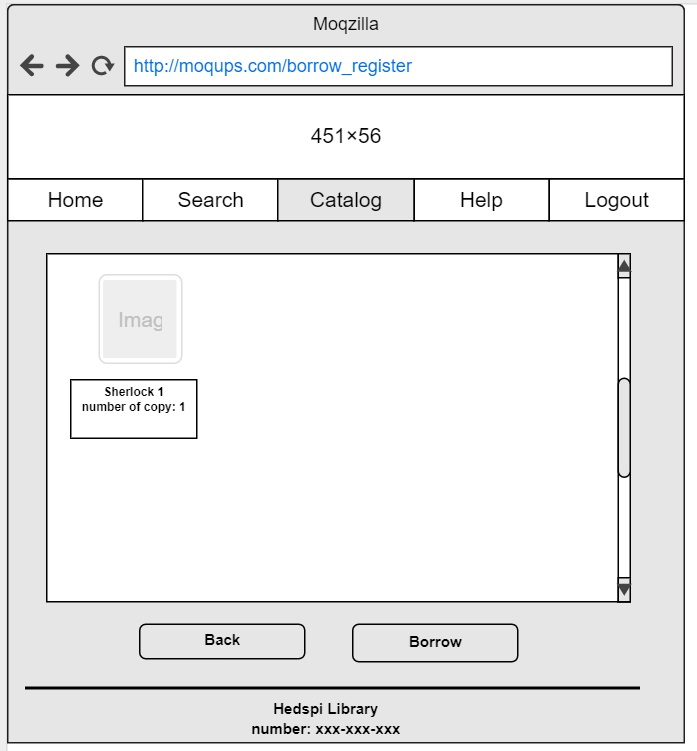 Moqzilla
http://moqups.com/borrow_register
451×56
Home Search Catalog Help Logout
Imag
Sherlock 1
number of copy: 1
Back Borrow
Hedspi Library
number: xxx-xxx-xxx